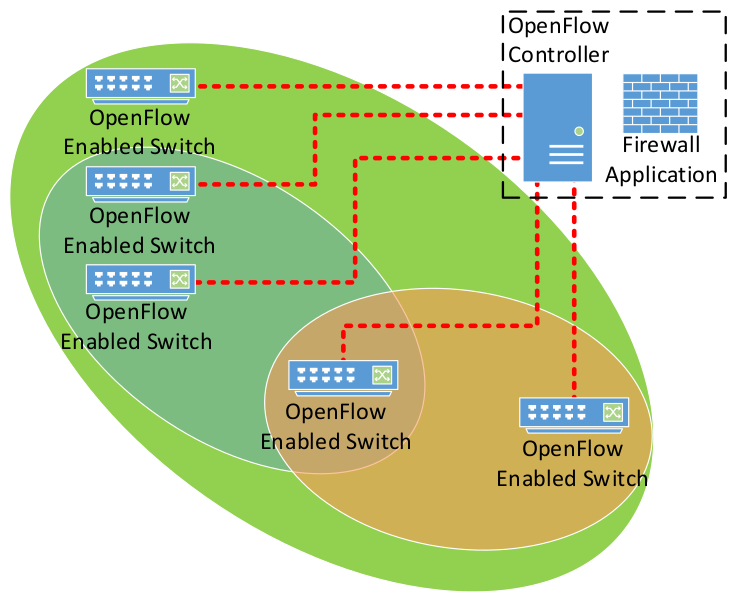 OpenFlow
Controller
Firewall
Application
OpenFlow
Enabled Switch
OpenFlow
Enabled Switch
OpenFlow
Enabled Switch
OpenFlow
Enabled Switch
OpenFlow
Enabled Switch